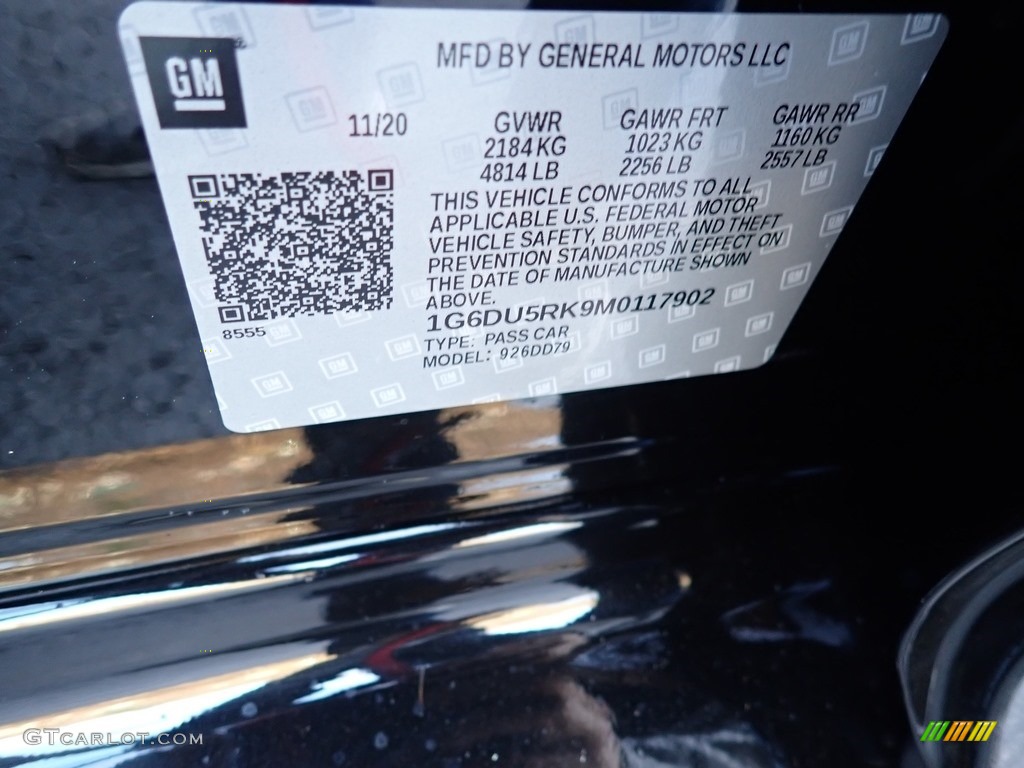 GM
MFD BY GENERAL MOTORS LLC
11/20
GVWR
2184 KG
4814 LB
GAWR FRT
1023 KG
2256 LB
GAWR RR
1160 KG
2557 LB
THIS VEHICLE CONFORMS TO ALL
APPLICABLE U.S. FEDERAL MOTOR
VEHICLE SAFETY, BUMPER, AND THEFT
PREVENTION STANDARDS IN EFFECT ON
THE DATE OF MANUFACTURE SHOWN
ABOVE.
8555
1G6DU5RK9M0117902
TYPE: PASS CAR
MODEL: 926DD79
GTCARLOT.COM